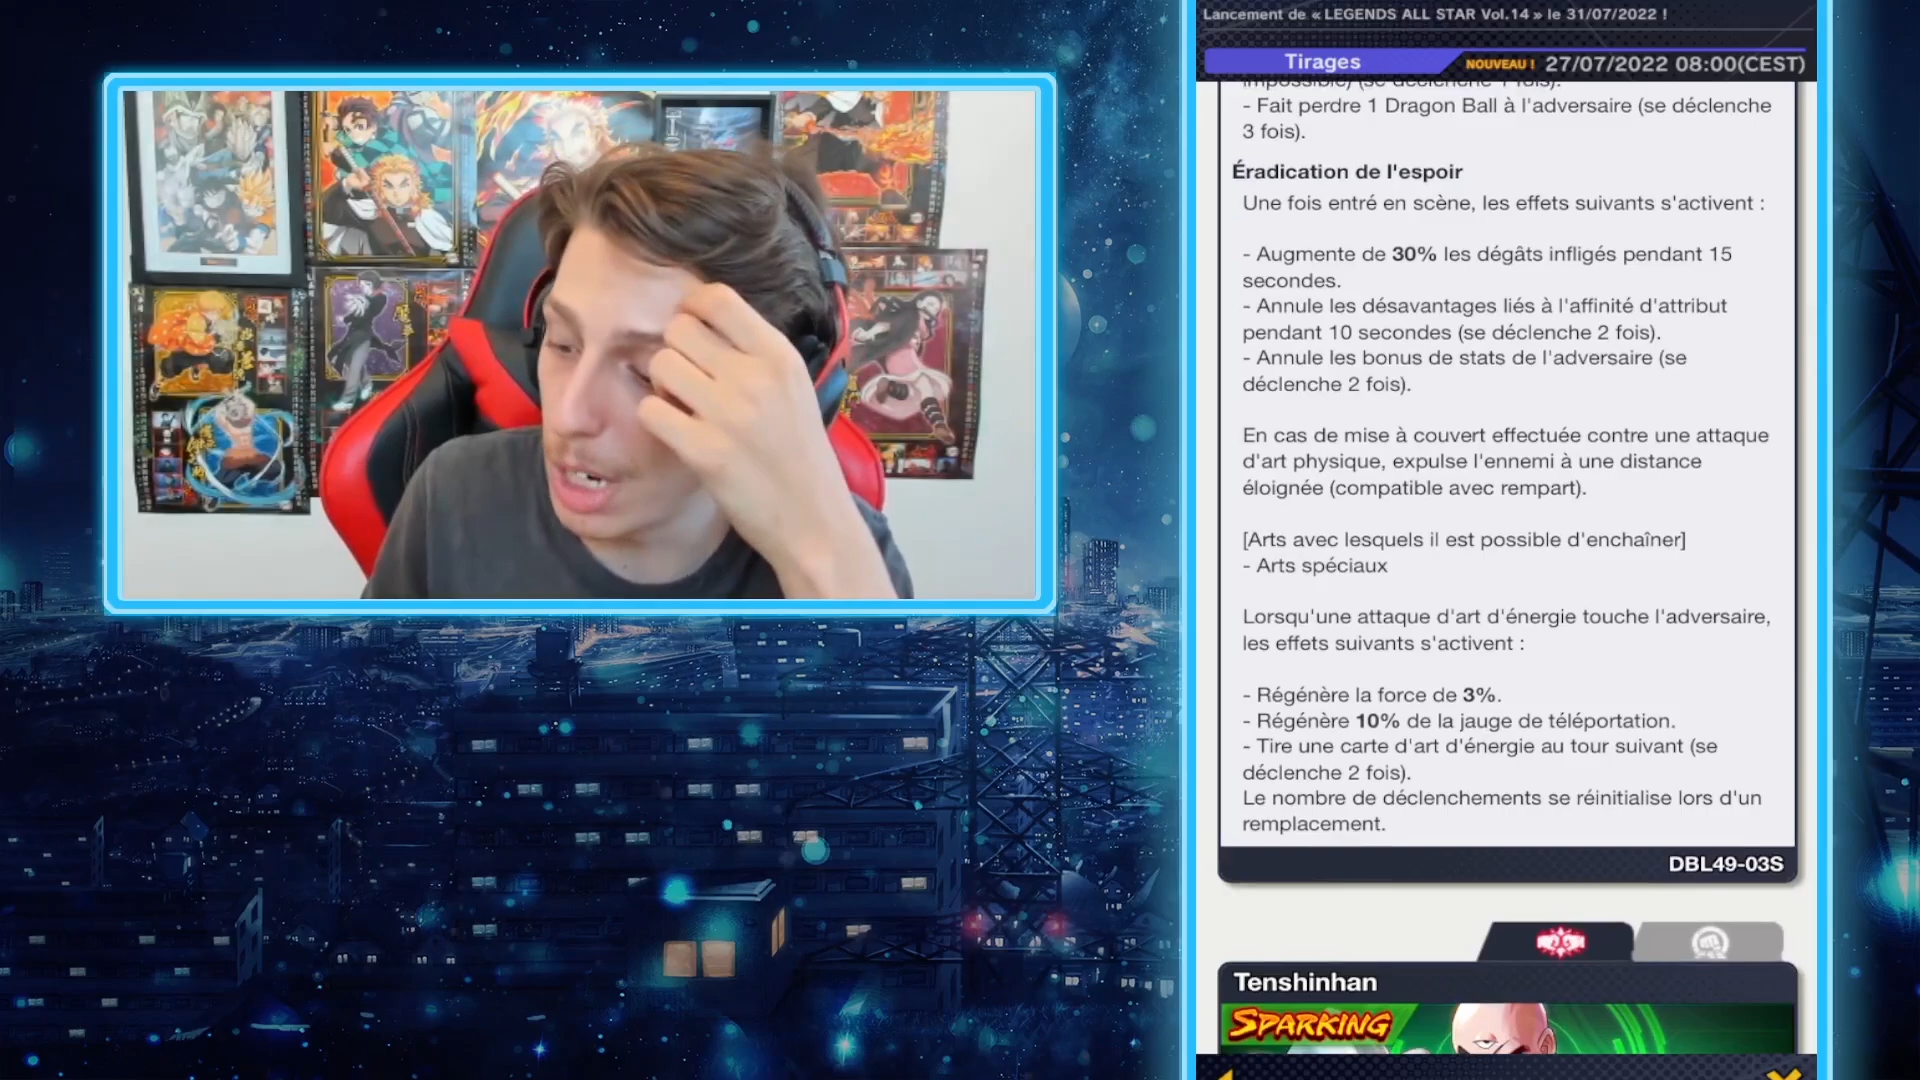 Lancement de « LEGENDS ALL STAR Vol.14 » le 31/07/2022 !
Tirages
NOUVEAU ! 27/07/2022 08:00(CEST)
impossible) (se déclenche 1 fois).
- Fait perdre 1 Dragon Ball à l'adversaire (se déclenche
3 fois).
Éradication de l'espoir
Une fois entré en scène, les effets suivants s'activent :
- Augmente de 30% les dégâts infligés pendant 15
secondes.
- Annule les désavantages liés à l'affinité d'attribut
pendant 10 secondes (se déclenche 2 fois).
- Annule les bonus de stats de l'adversaire (se
déclenche 2 fois).
En cas de mise à couvert effectuée contre une attaque
d'art physique, expulse l'ennemi à une distance
éloignée (compatible avec rempart).
[Arts avec lesquels il est possible d'enchaîner]
- Arts spéciaux
Lorsqu'une attaque d'art d'énergie touche l'adversaire,
les effets suivants s'activent :
- Régénère la force de 3%.
- Régénère 10% de la jauge de téléportation.
- Tire une carte d'art d'énergie au tour suivant (se
déclenche 2 fois).
Le nombre de déclenchements se réinitialise lors d'un
remplacement.
DBL49-03S
Tenshinhan
SPARKING